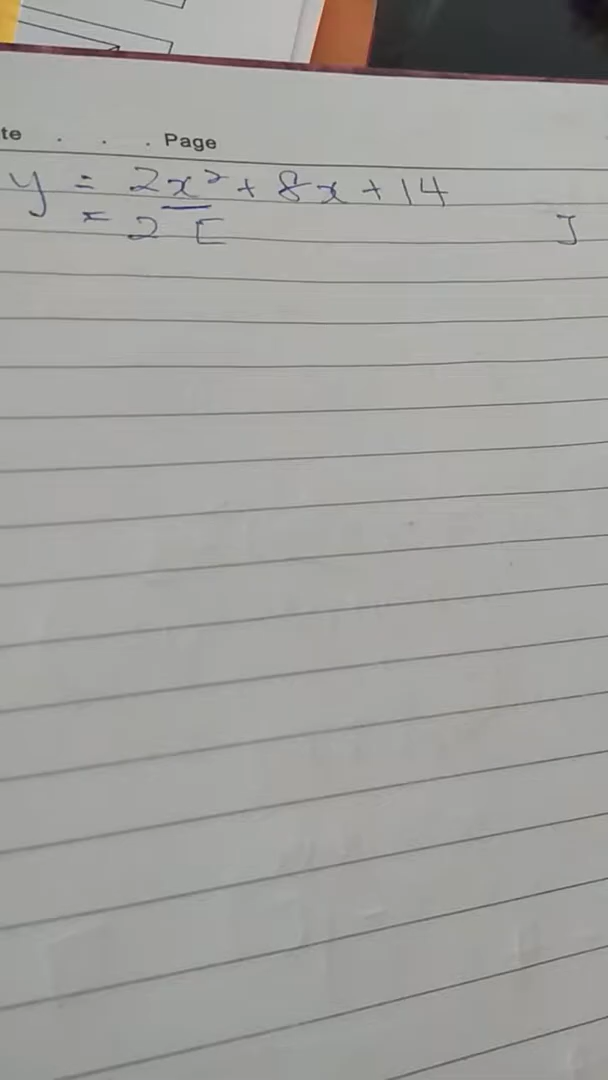 te . . . Page
y = 2x² + 8x + 14
= 2 [ ]